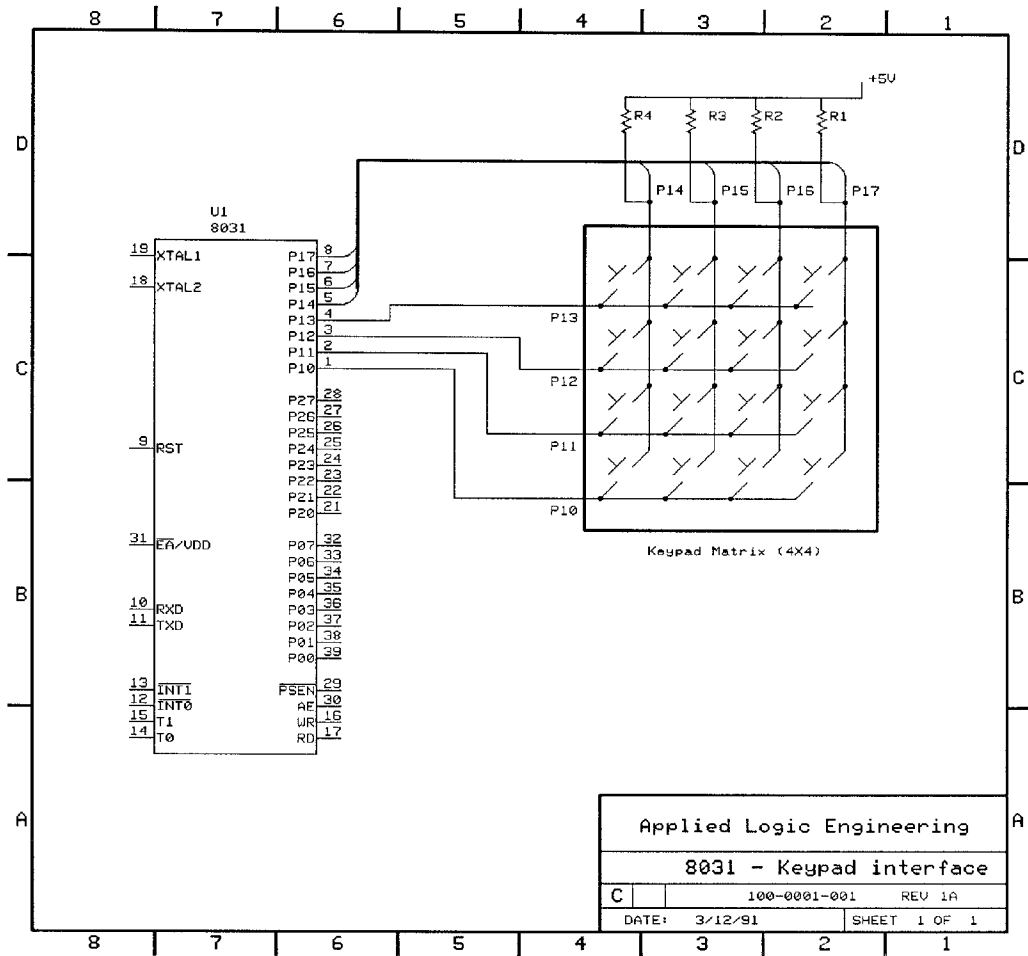 8 7 6 5 4 3 2 1
+5V
R4 R3 R2 R1
D D
P14 P15 P16 P17
U1
8031
19 XTAL1 P17 8
P16 7
18 XTAL2 P15 6
P14 5
P13 4
P13
P12 3
P11 2
C C
P10 1
P12
P27 28
P26 27
P25 26
9 RST P24 25
P11
P23 24
P22 23
P21 22
P20 21
P10
31 EA/VDD P07 32
Keypad Matrix (4X4)
P06 33
P05 34
B B
P04 35
10 RXD P03 36
11 TXD P02 37
P01 38
P00 39
13 INT1 PSEN 29
12 INT0 AE 30
15 T1 WR 16
14 T0 RD 17
A A
Applied Logic Engineering
8031 - Keypad interface
C 100-0001-001 REV 1A
DATE: 3/12/91 SHEET 1 OF 1
8 7 6 5 4 3 2 1